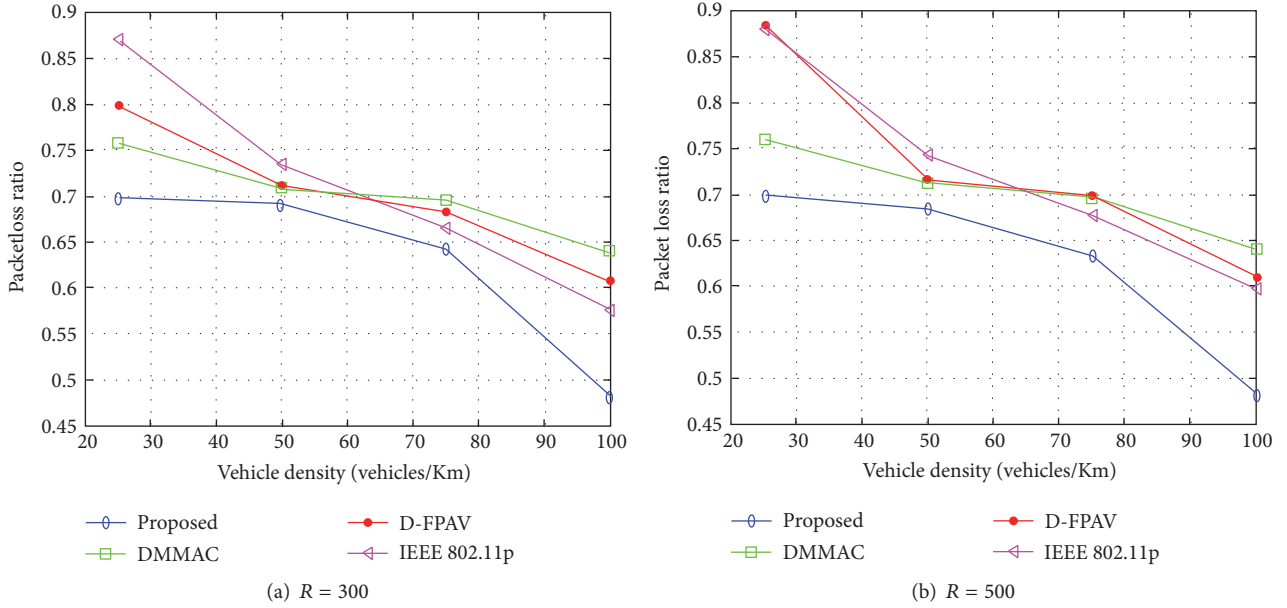 0.9
0.85
0.8
0.75
0.7
0.65
0.6
0.55
0.5
0.45
Packetloss ratio
20 30 40 50 60 70 80 90 100
Vehicle density (vehicles/Km)
Proposed
DMMAC
D-FPAV
IEEE 802.11p
(a) R = 300
0.9
0.85
0.8
0.75
0.7
0.65
0.6
0.55
0.5
0.45
Packet loss ratio
20 30 40 50 60 70 80 90 100
Vehicle density (vehicles/Km)
Proposed
DMMAC
D-FPAV
IEEE 802.11p
(b) R = 500